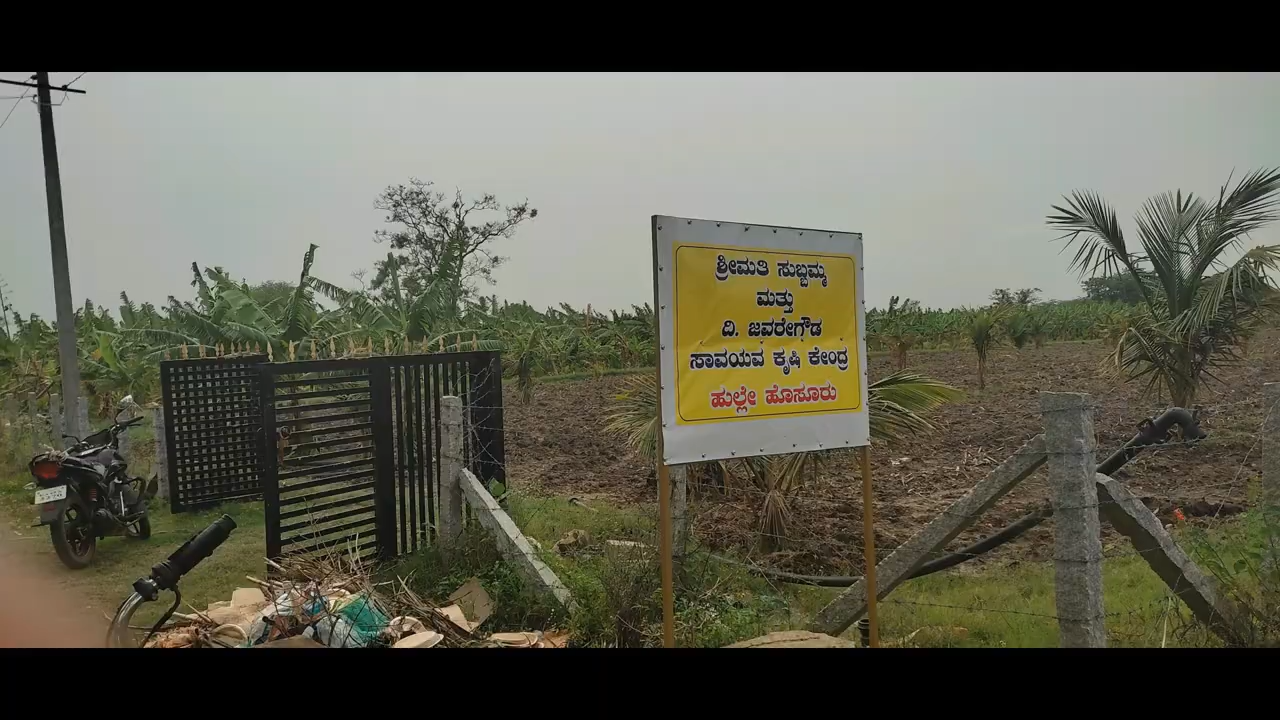 ಶ್ರೀಮತಿ ಸುಬ್ಬಮ್ಮ
ಮತ್ತು
ದಿ. ಜವರೇಗೌಡ
ಸಾವಯವ ಕೃಷಿ ಕೇಂದ್ರ
ಹುಲ್ಲೇ ಹೊಸೂರು